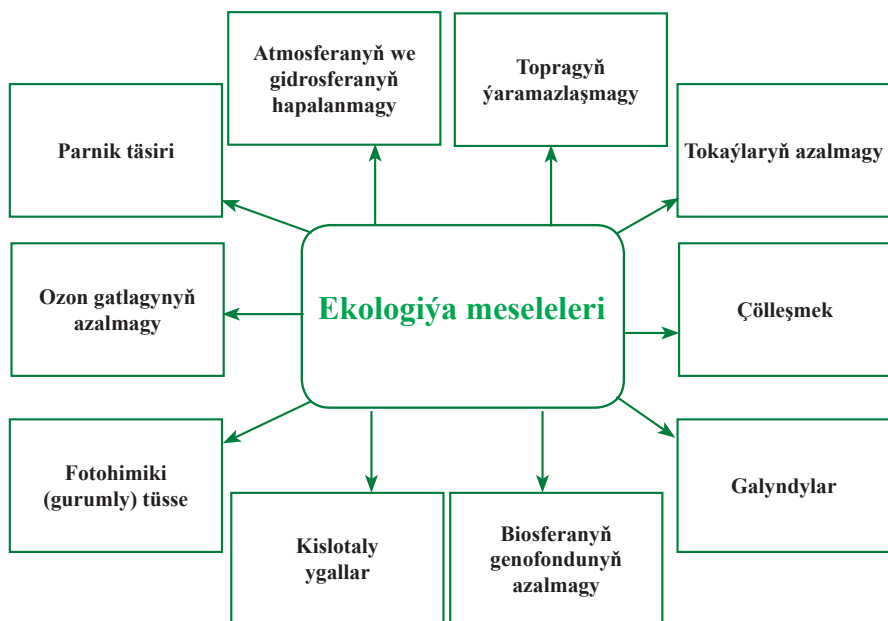 Atmosferanyň we
gidrosferanyň
hapalanmagy
Topragyň
ýaramazlaşmagy
Parnik täsiri
Tokaýlaryň azalmagy
Ozon gatlagynyň
azalmagy
Ekologiýa meseleleri
Çölleşmek
Fotohimiki
(gurumly) tüsse
Galyndylar
Kislotaly
ygallar
Biosferanyň
genofondunyň
azalmagy